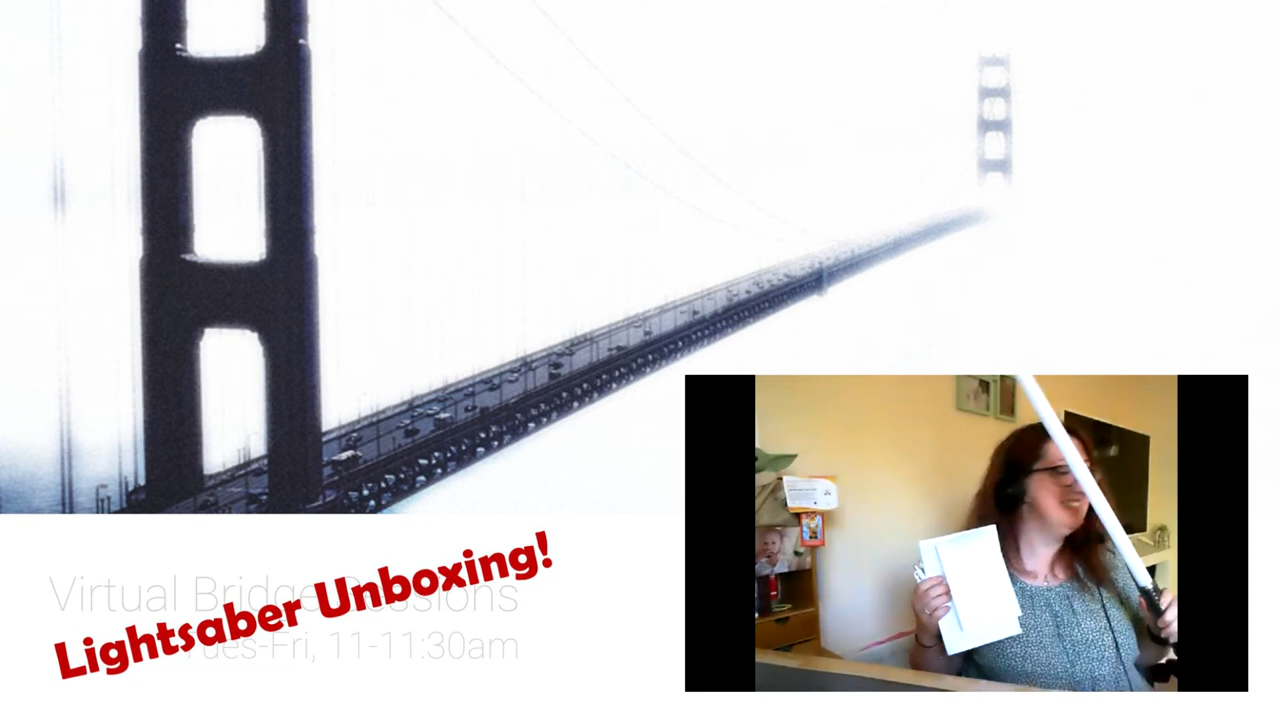 Virtual Bridge Sessions
Lightsaber Unboxing!
Tues-Fri, 11-11:30am